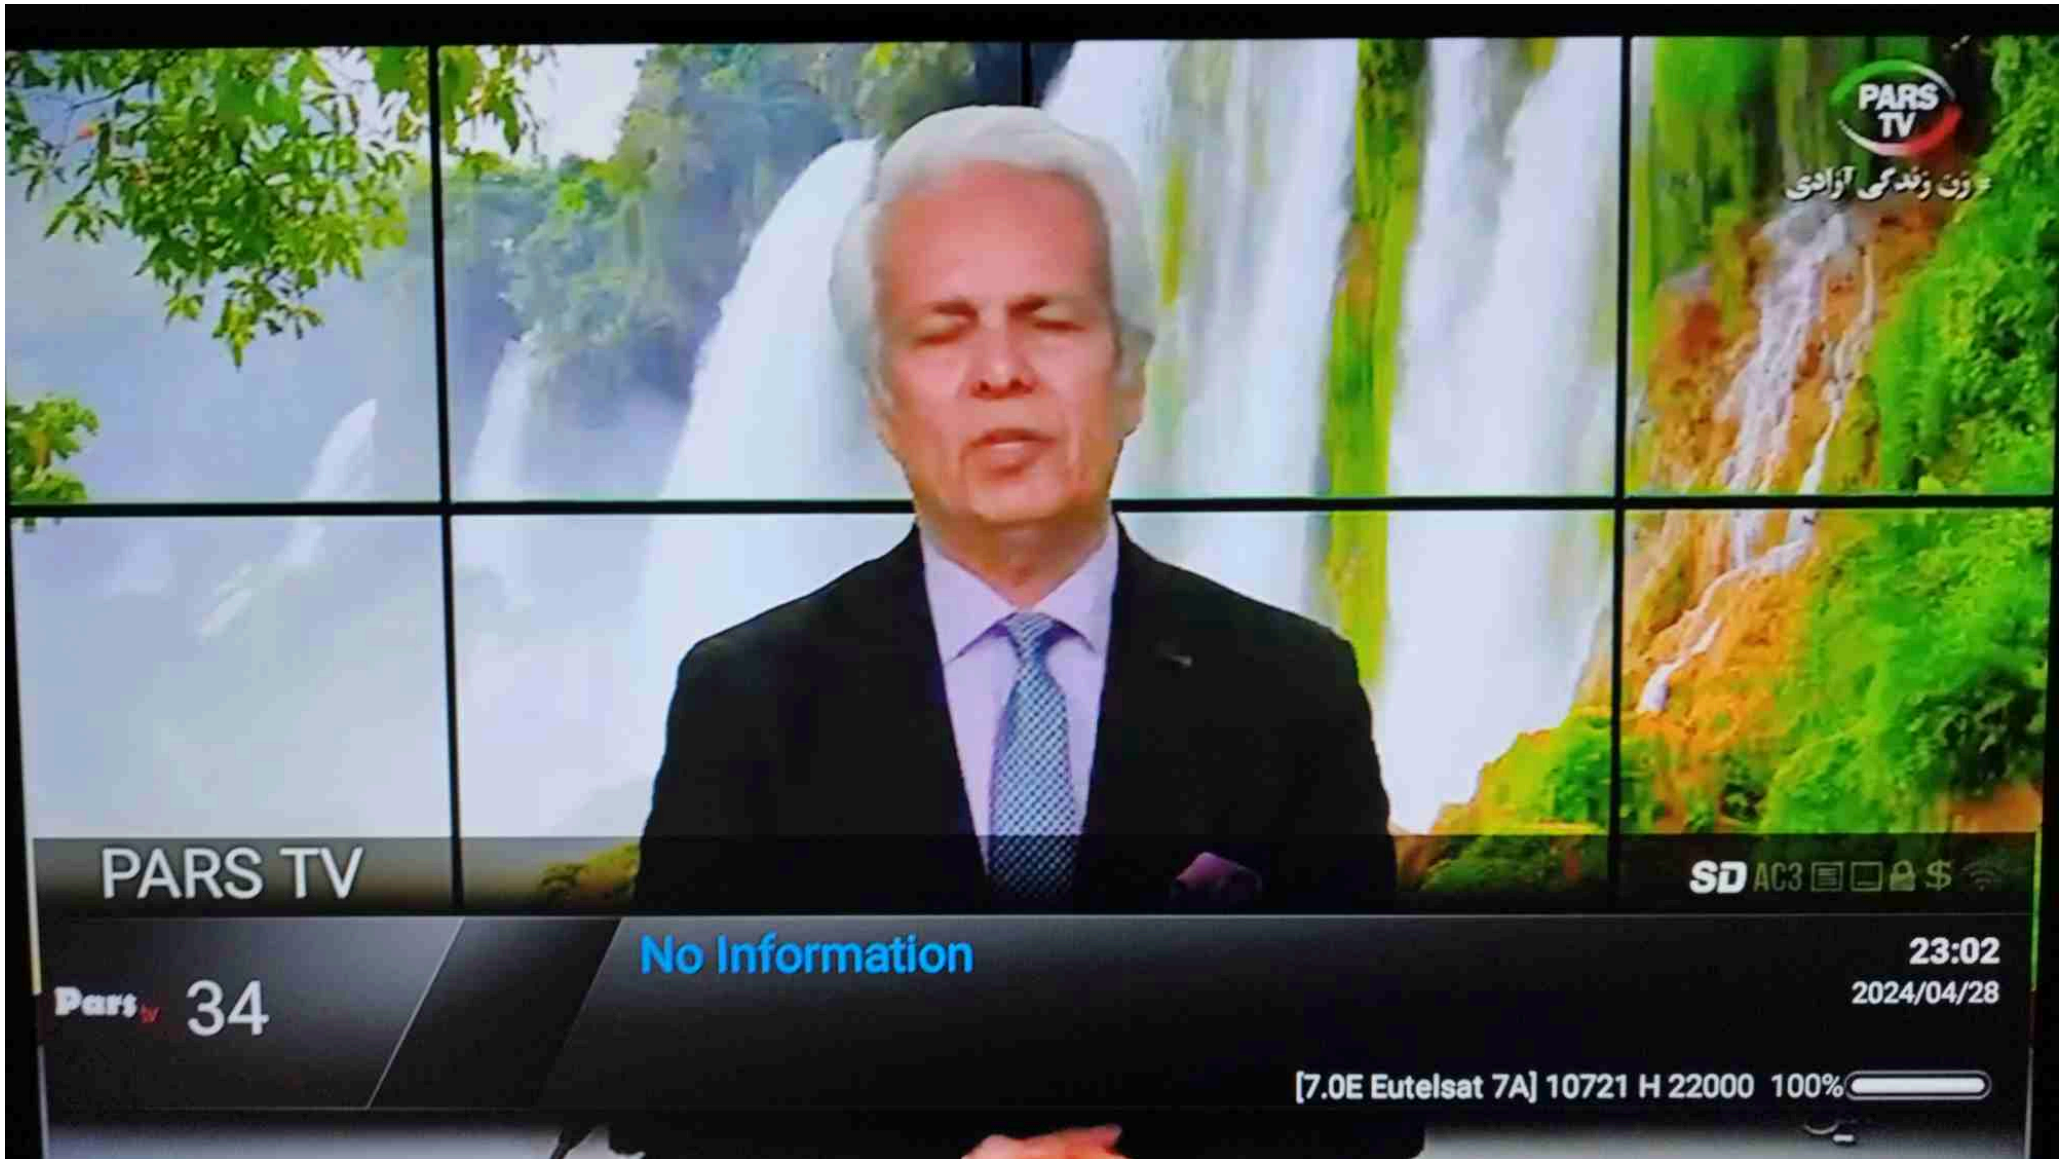 PARS
TV
زن زندگی آزادی
PARS TV
SD AC3 $
No Information
23:02
2024/04/28
Pars tv 34
[7.0E Eutelsat 7A] 10721 H 22000 100%